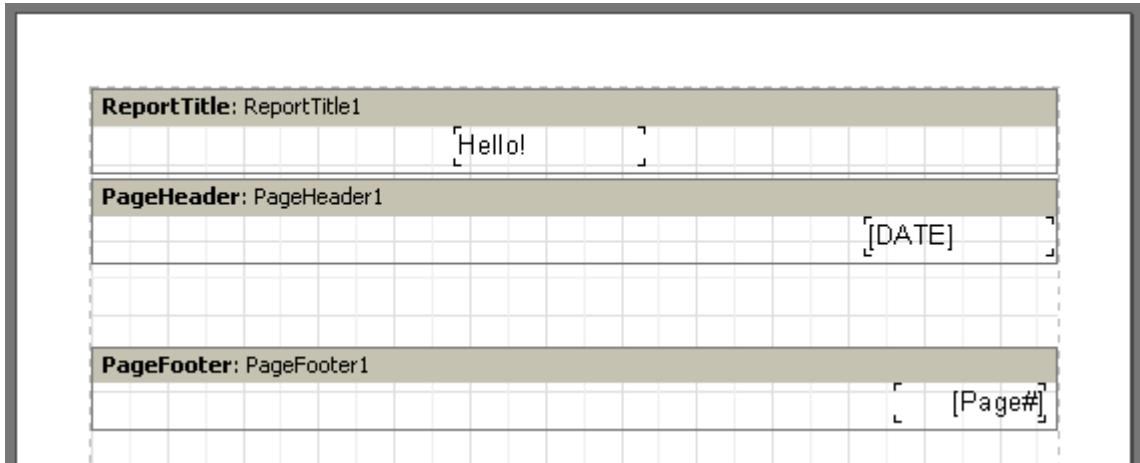 ReportTitle: ReportTitle1
Hello!
PageHeader: PageHeader1
[DATE]
PageFooter: PageFooter1
[Page#]